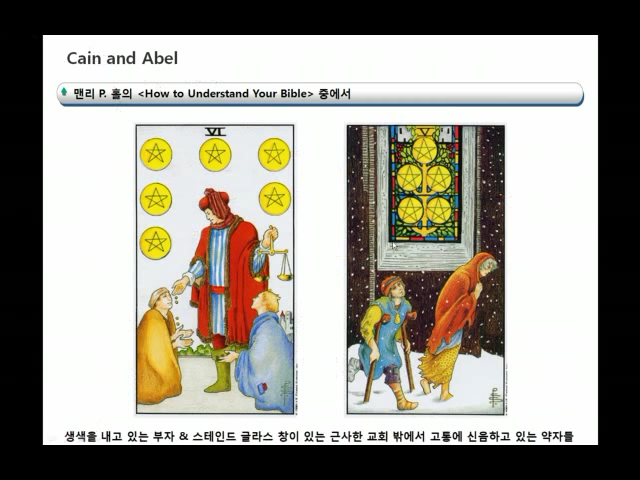 Cain and Abel
맨리 P. 홀의 <How to Understand Your Bible> 중에서
VI
V
생색을 내고 있는 부자 & 스테인드 글라스 창이 있는 근사한 교회 밖에서 고통에 신음하고 있는 약자들